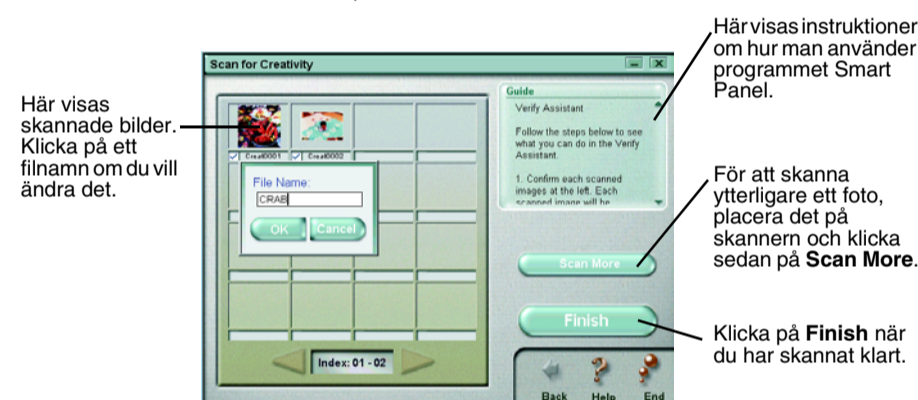 Här visas
skannade bilder.
Klicka på ett
filnamn om du vill
ändra det.
Scan for Creativity
Creat0001
Creat0002
File Name:
CRAB
OK
Cancel
Index: 01 - 02
Guide
Verify Assistant
Follow the steps below to see
what you can do in the Verify
Assistant.
1. Confirm each scanned
images at the left. Each
scanned image will be
Scan More
Finish
Back
Help
End
Här visas instruktioner
om hur man använder
programmet Smart
Panel.
För att skanna
ytterligare ett foto,
placera det på
skannern och klicka
sedan på Scan More.
Klicka på Finish när
du har skannat klart.